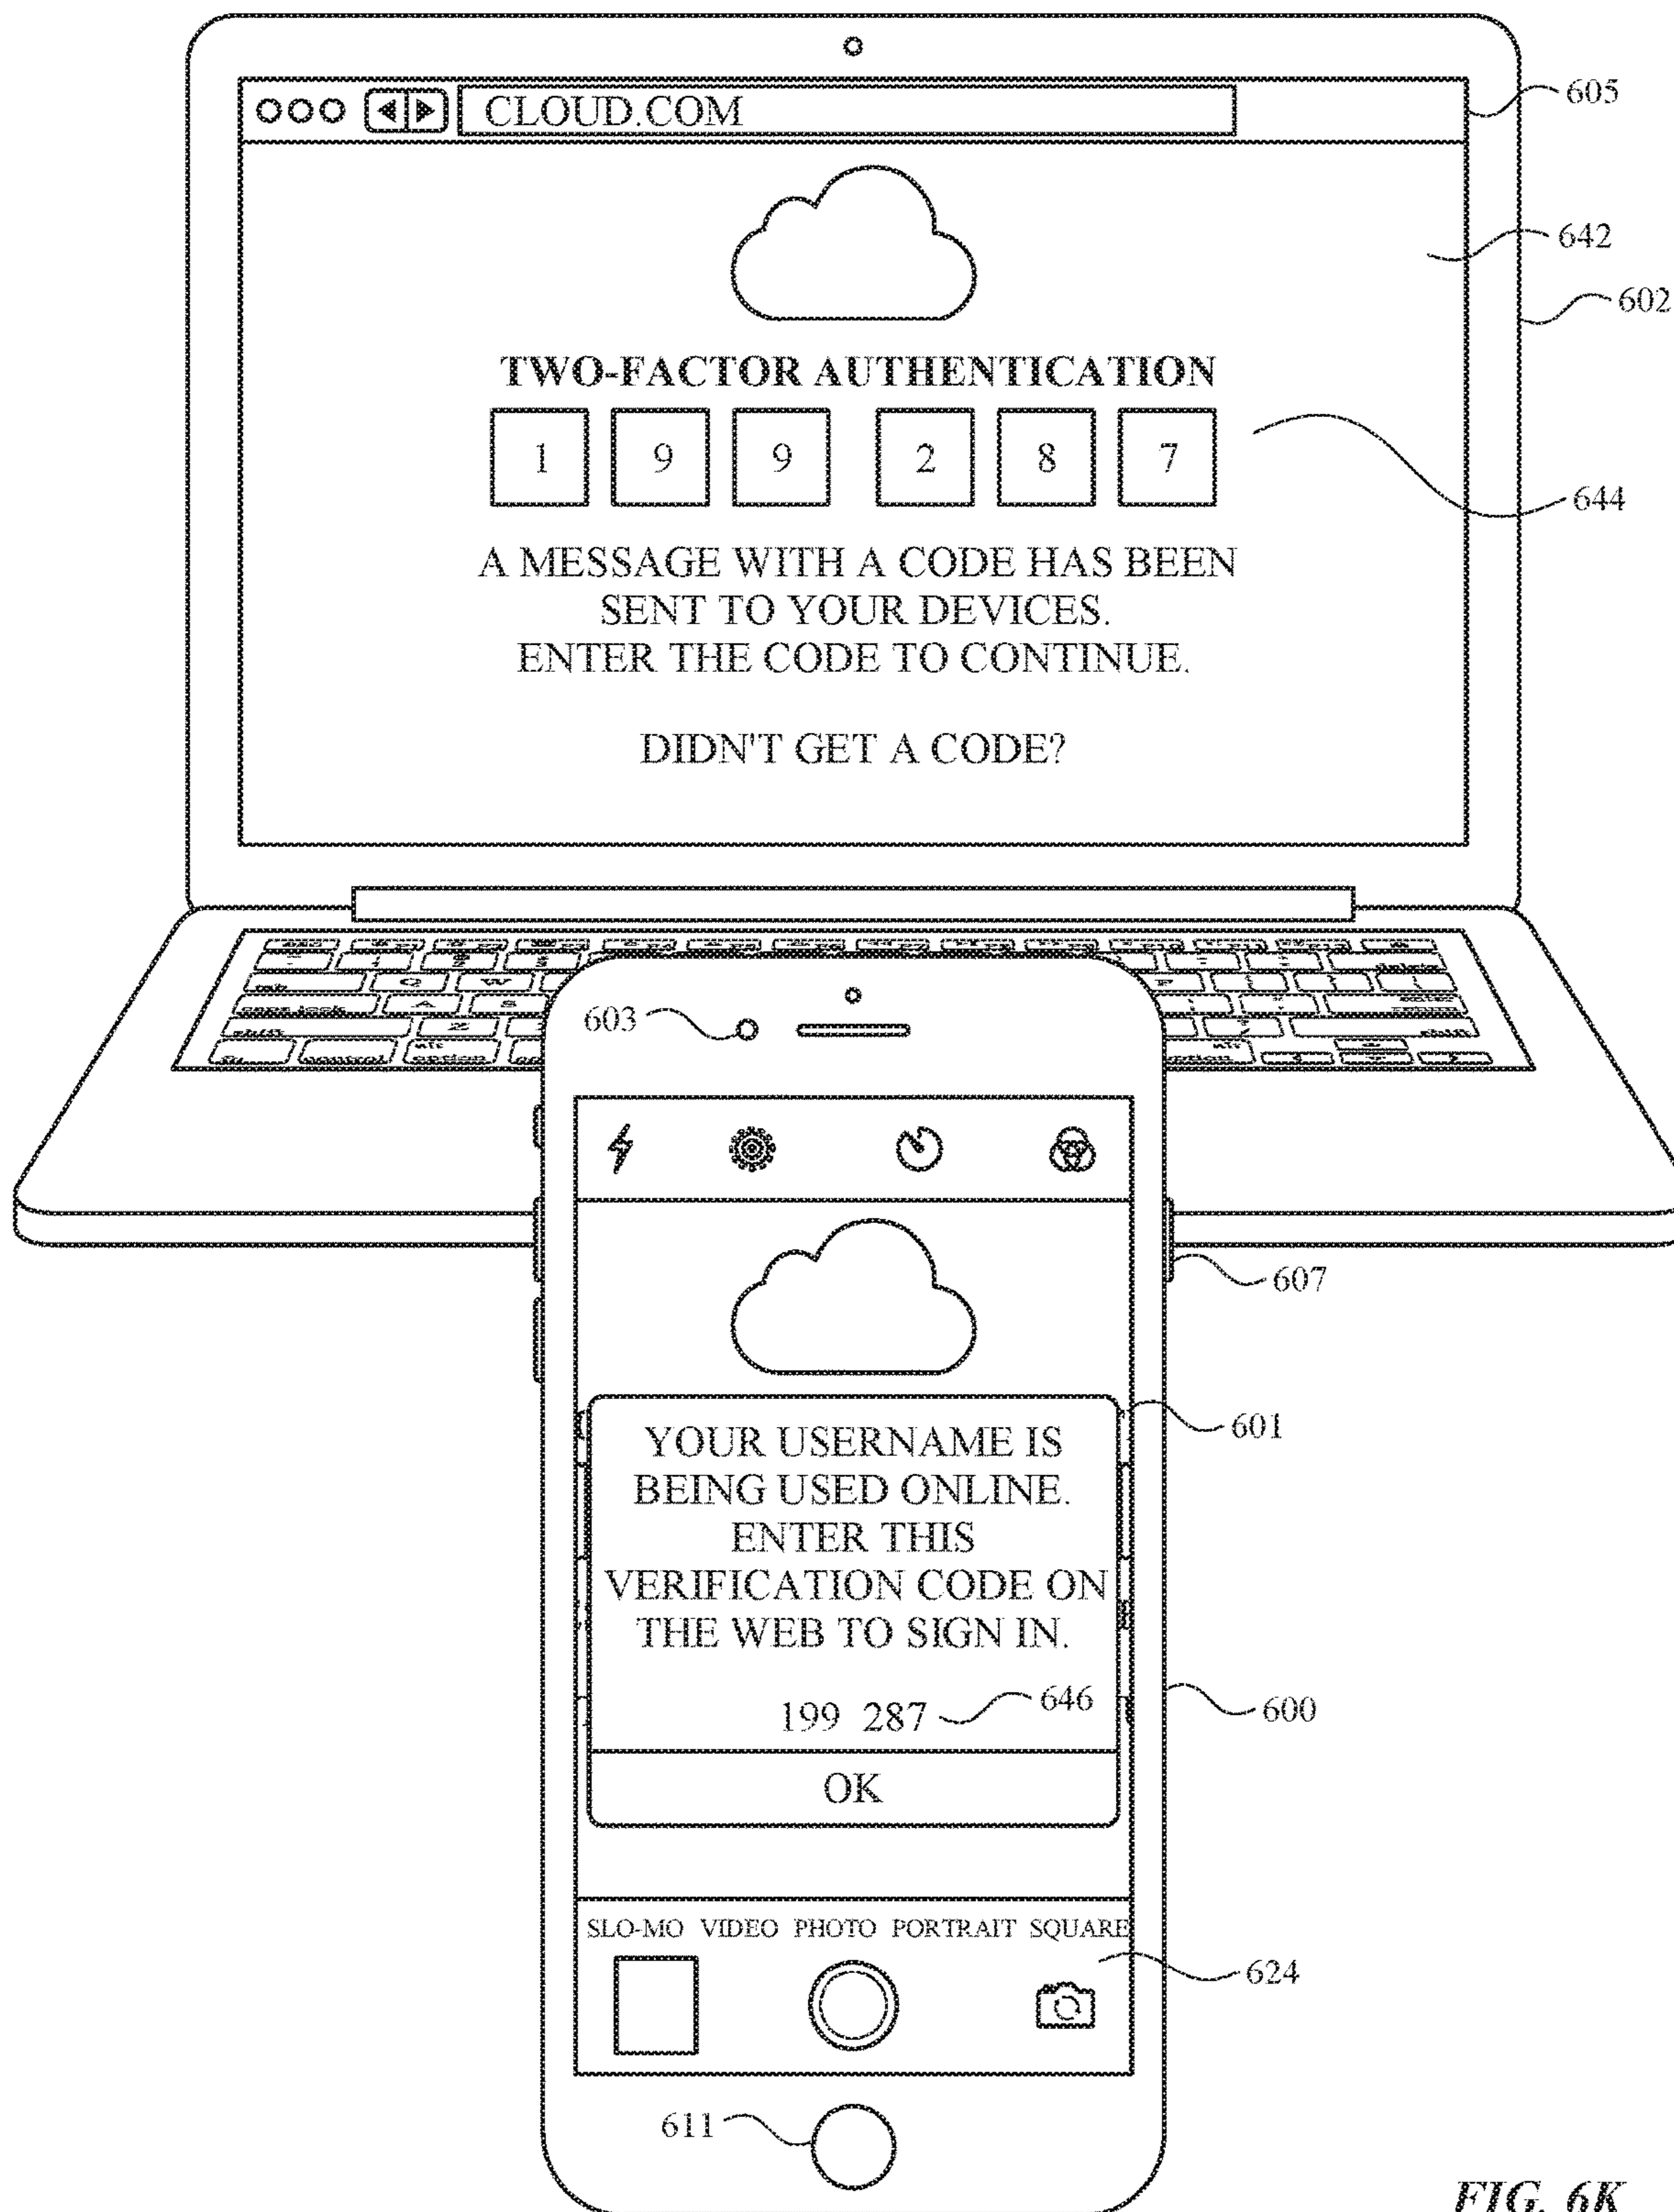 CLOUD.COM
605
642
602
TWO-FACTOR AUTHENTICATION
1 9 9 2 8 7
644
A MESSAGE WITH A CODE HAS BEEN
SENT TO YOUR DEVICES.
ENTER THE CODE TO CONTINUE.
DIDN'T GET A CODE?
603
607
YOUR USERNAME IS
BEING USED ONLINE.
ENTER THIS
VERIFICATION CODE ON
THE WEB TO SIGN IN.
601
199 287
646
600
OK
SLO-MO VIDEO PHOTO PORTRAIT SQUARE
624
611
FIG. 6K